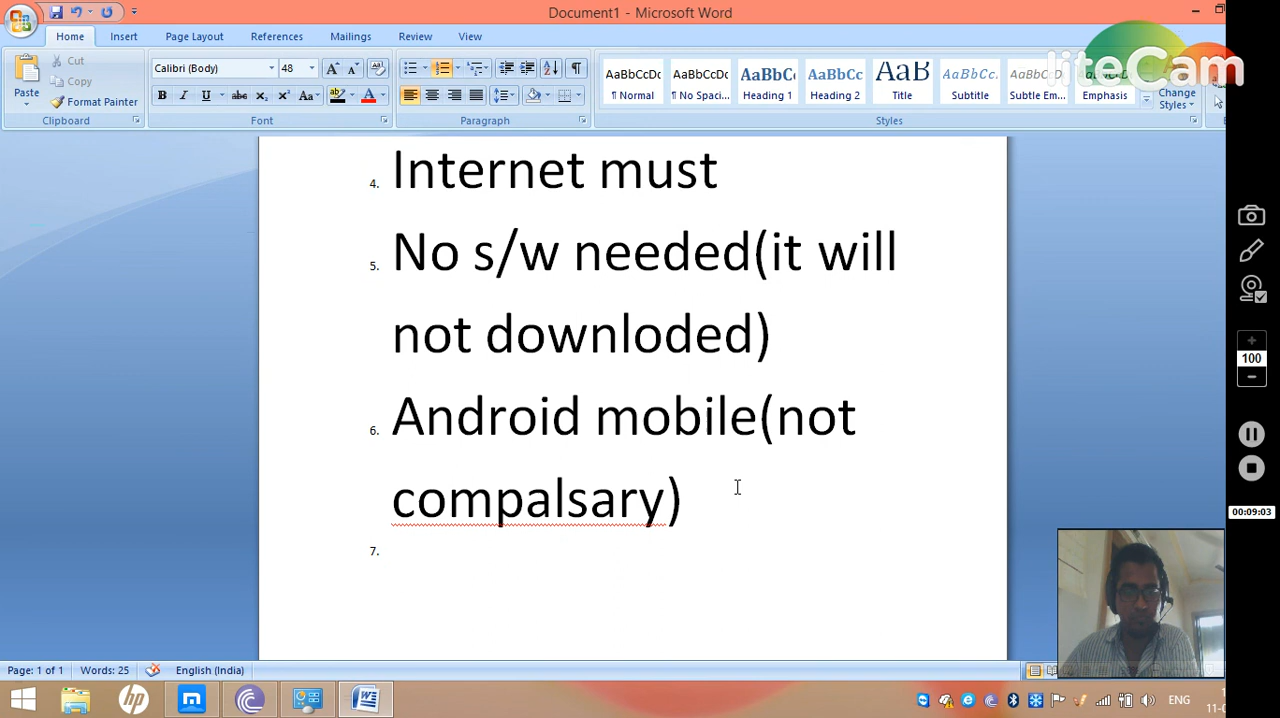 Document1 - Microsoft Word
Home Insert Page Layout References Mailings Review View
liteCam
Cut
Copy
Format Painter
Paste
Clipboard
Calibri (Body) 48
Font
Paragraph
AaBbCcDc AaBbCcDc AaBbCc AaBbCc AaB AaBbCc. AaBbCcDc AaBbCcDc
¶ Normal ¶ No Spaci... Heading 1 Heading 2 Title Subtitle Subtle Em... Emphasis
Change
Styles
Styles
4. Internet must
5. No s/w needed(it will
not downloded)
6. Android mobile(not
compalsary)
7.
100
00:09:03
Page: 1 of 1 Words: 25 English (India)
ENG